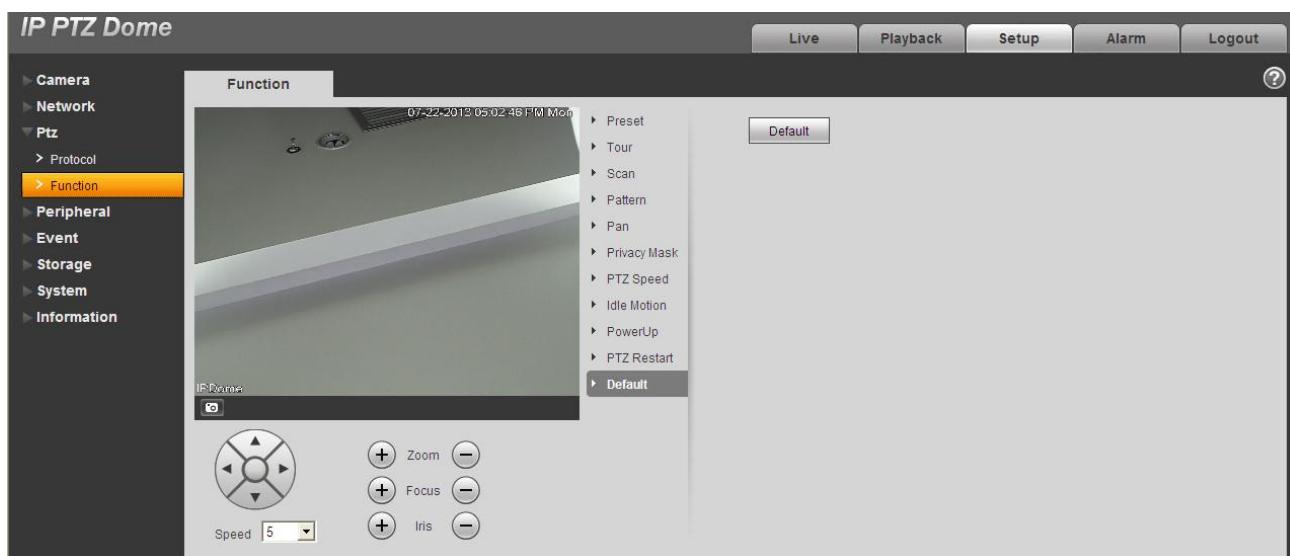 IP PTZ Dome
Live
Playback
Setup
Alarm
Logout
Camera
Network
Ptz
Protocol
Function
Peripheral
Event
Storage
System
Information
Function
07-22-2013 05:02:46 PM Mon
IP Dome
Preset
Tour
Scan
Pattern
Pan
Privacy Mask
PTZ Speed
Idle Motion
PowerUp
PTZ Restart
Default
Default
Zoom
Focus
Iris
Speed 5